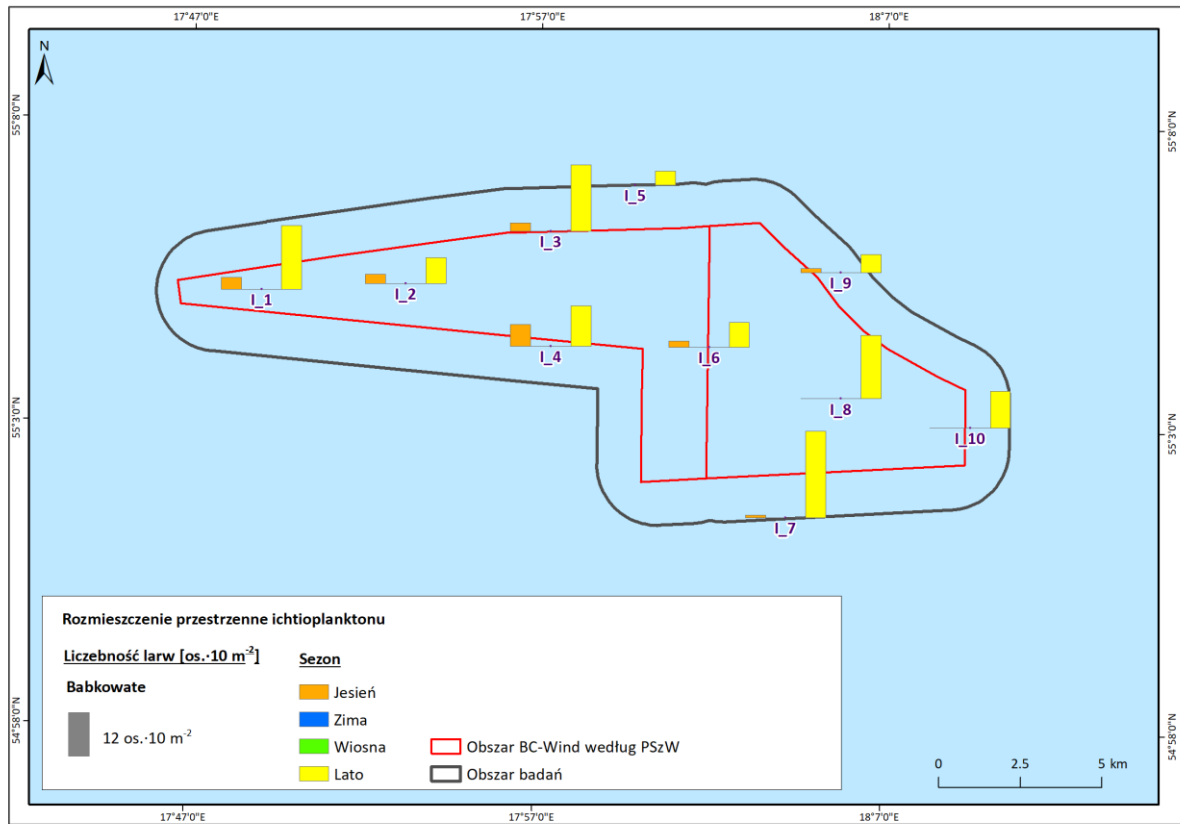 17°47'0"E 17°57'0"E 18°7'0"E
N
55°8'0"N 55°8'0"N
I_5
I_3
I_9
I_1 I_2
I_4 I_6
I_8
55°3'0"N 55°3'0"N
I_10
I_7
Rozmieszczenie przestrzenne ichtioplanktonu
Liczebność larw [os.·10 m⁻²] Sezon
Babkowate
Jesień
12 os.·10 m⁻²
Zima
Wiosna Obszar BC-Wind według PSzW
Lato Obszar badań
0 2.5 5 km
54°58'0"N 54°58'0"N
17°47'0"E 17°57'0"E 18°7'0"E